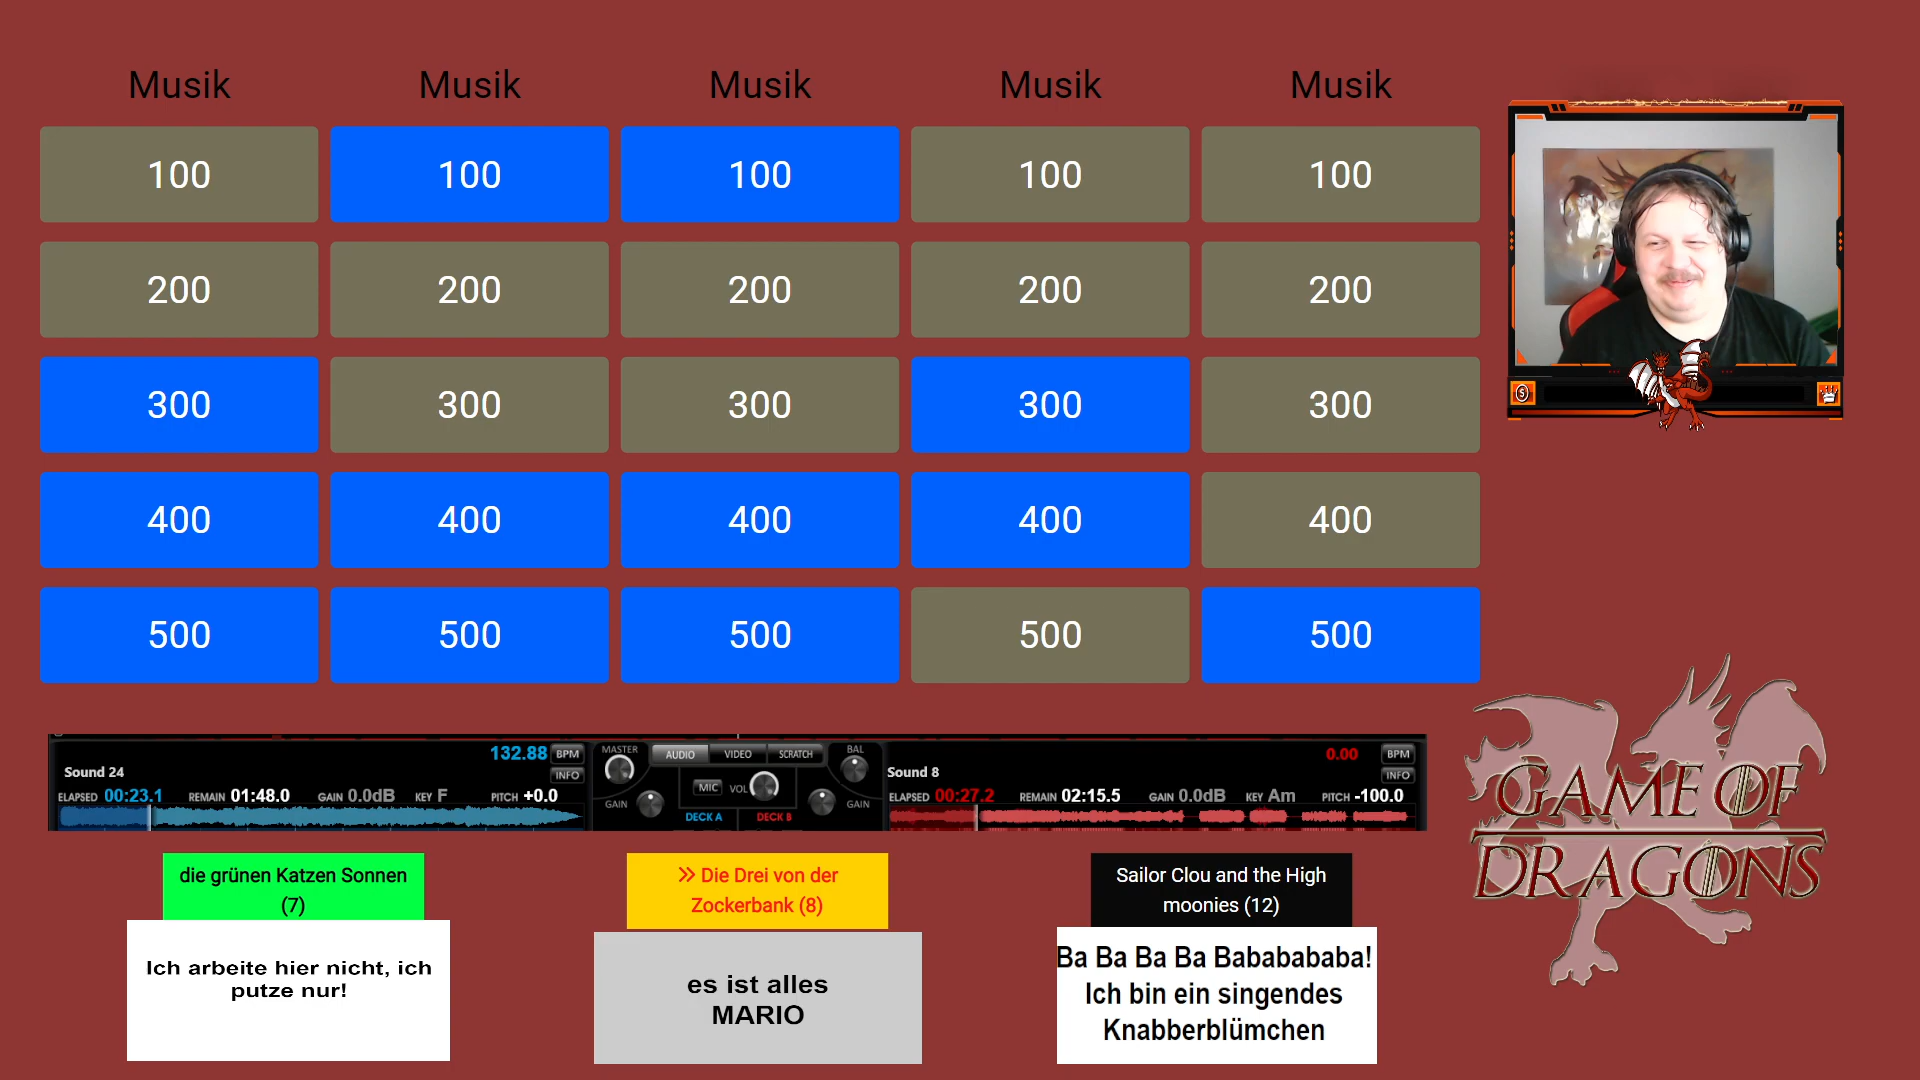 Musik Musik Musik Musik Musik
100 100 100 100 100
200 200 200 200 200
300 300 300 300 300
400 400 400 400 400
500 500 500 500 500
132.88 BPM MASTER AUDIO VIDEO SCRATCH BAL 0.00 BPM
Sound 24 INFO MIC VOL Sound 8 INFO
ELAPSED 00:23.1 REMAIN 01:48.0 GAIN 0.0dB KEY F PITCH +0.0 GAIN GAIN ELAPSED 00:27.2 REMAIN 02:15.5 GAIN 0.0dB KEY Am PITCH -100.0
DECK A DECK B
GAME OF
DRAGONS
die grünen Katzen Sonnen
(7)
Ich arbeite hier nicht, ich
putze nur!
>> Die Drei von der
Zockerbank (8)
es ist alles
MARIO
Sailor Clou and the High
moonies (12)
Ba Ba Ba Ba Babababababa!
Ich bin ein singendes
Knabberblümchen